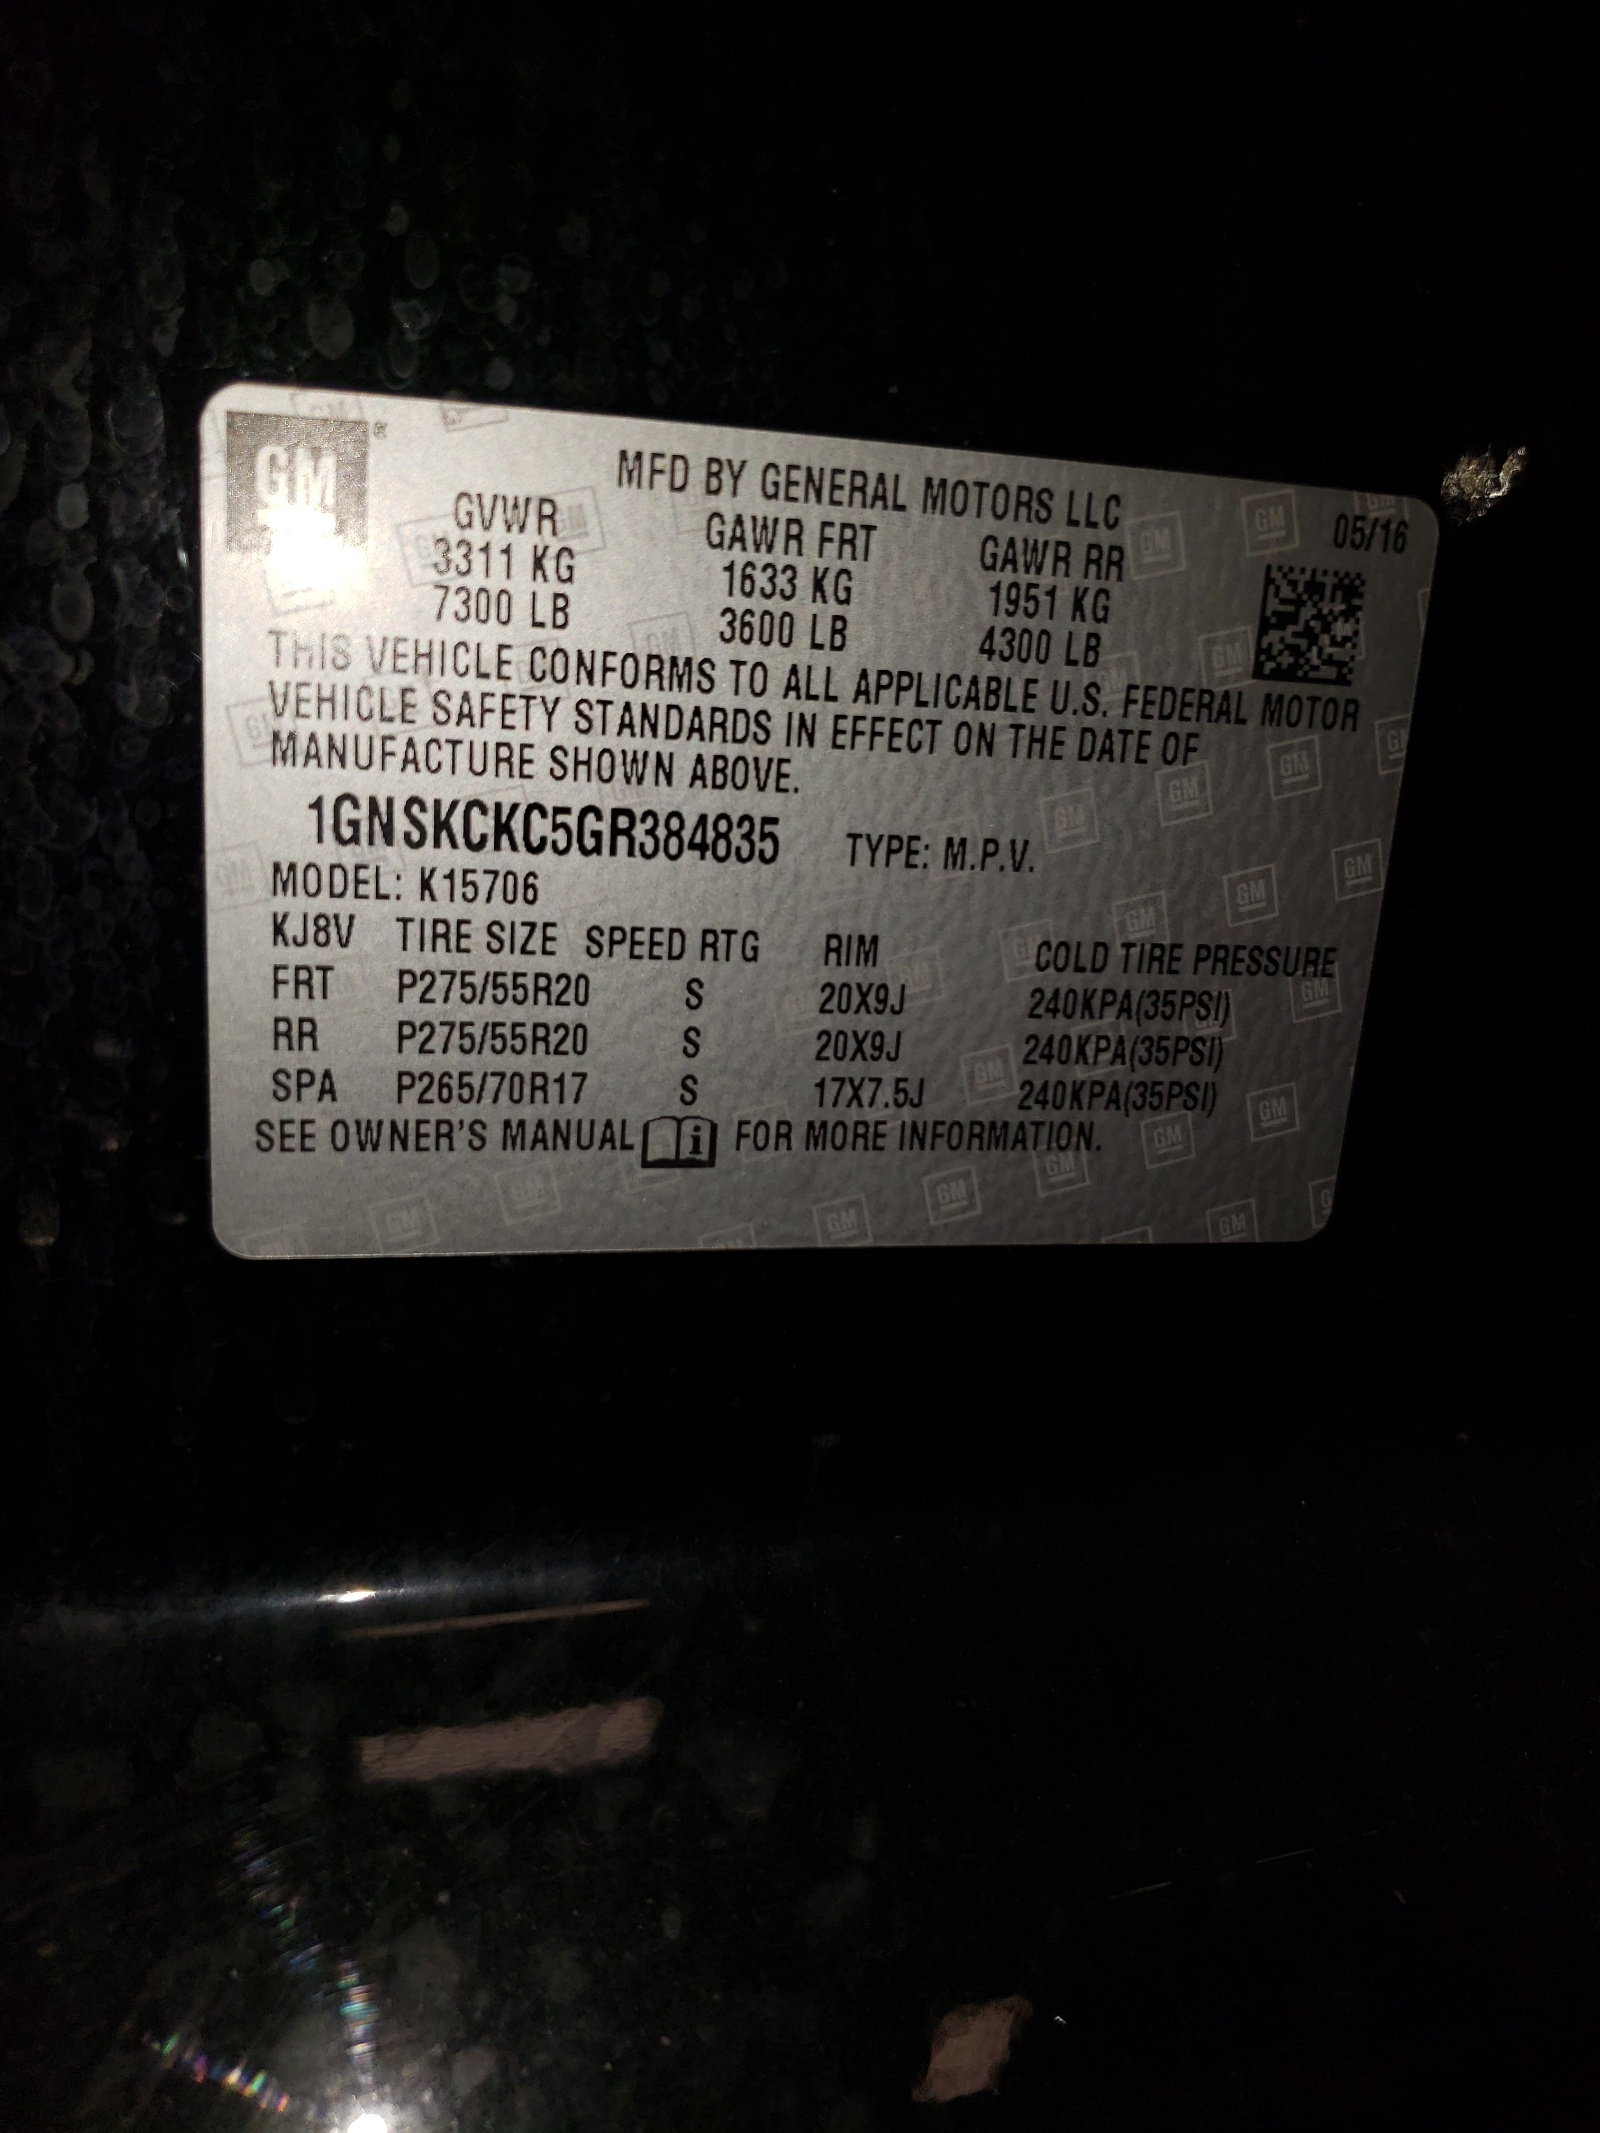 GM
MFD BY GENERAL MOTORS LLC
05/16
GVWR GAWR FRT GAWR RR
3311 KG 1633 KG 1951 KG
7300 LB 3600 LB 4300 LB
THIS VEHICLE CONFORMS TO ALL APPLICABLE U.S. FEDERAL MOTOR
VEHICLE SAFETY STANDARDS IN EFFECT ON THE DATE OF
MANUFACTURE SHOWN ABOVE.
1GNSKCKC5GR384835 TYPE: M.P.V.
MODEL: K15706
KJ8V TIRE SIZE SPEED RTG RIM COLD TIRE PRESSURE
FRT P275/55R20 S 20X9J 240KPA(35PSI)
RR P275/55R20 S 20X9J 240KPA(35PSI)
SPA P265/70R17 S 17X7.5J 240KPA(35PSI)
SEE OWNER'S MANUAL i FOR MORE INFORMATION.